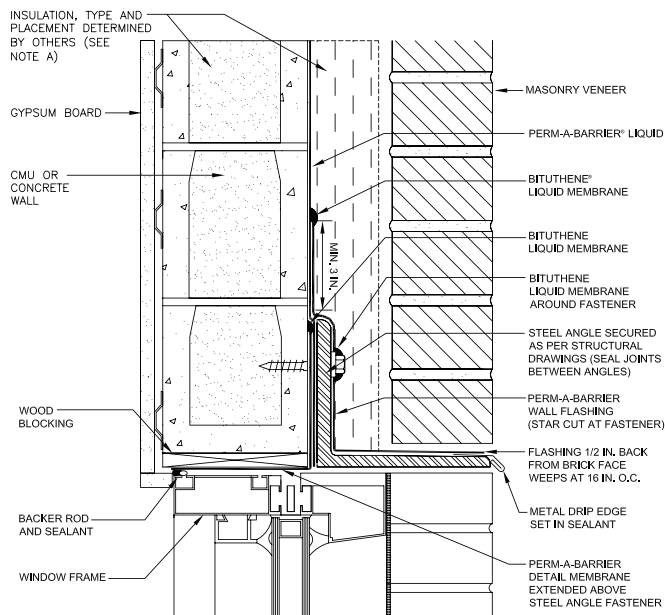 INSULATION, TYPE AND
PLACEMENT DETERMINED
BY OTHERS (SEE
NOTE A)
GYPSUM BOARD
CMU OR
CONCRETE
WALL
WOOD
BLOCKING
BACKER ROD
AND SEALANT
WINDOW FRAME
MIN. 3 IN.
MASONRY VENEER
PERM-A-BARRIER® LIQUID
BITUTHENE®
LIQUID MEMBRANE
BITUTHENE
LIQUID MEMBRANE
BITUTHENE
LIQUID MEMBRANE
AROUND FASTENER
STEEL ANGLE SECURED
AS PER STRUCTURAL
DRAWINGS (SEAL JOINTS
BETWEEN ANGLES)
PERM-A-BARRIER
WALL FLASHING
(STAR CUT AT FASTENER)
FLASHING 1/2 IN. BACK
FROM BRICK FACE
WEEPS AT 16 IN. O.C.
METAL DRIP EDGE
SET IN SEALANT
PERM-A-BARRIER
DETAIL MEMBRANE
EXTENDED ABOVE
STEEL ANGLE FASTENER